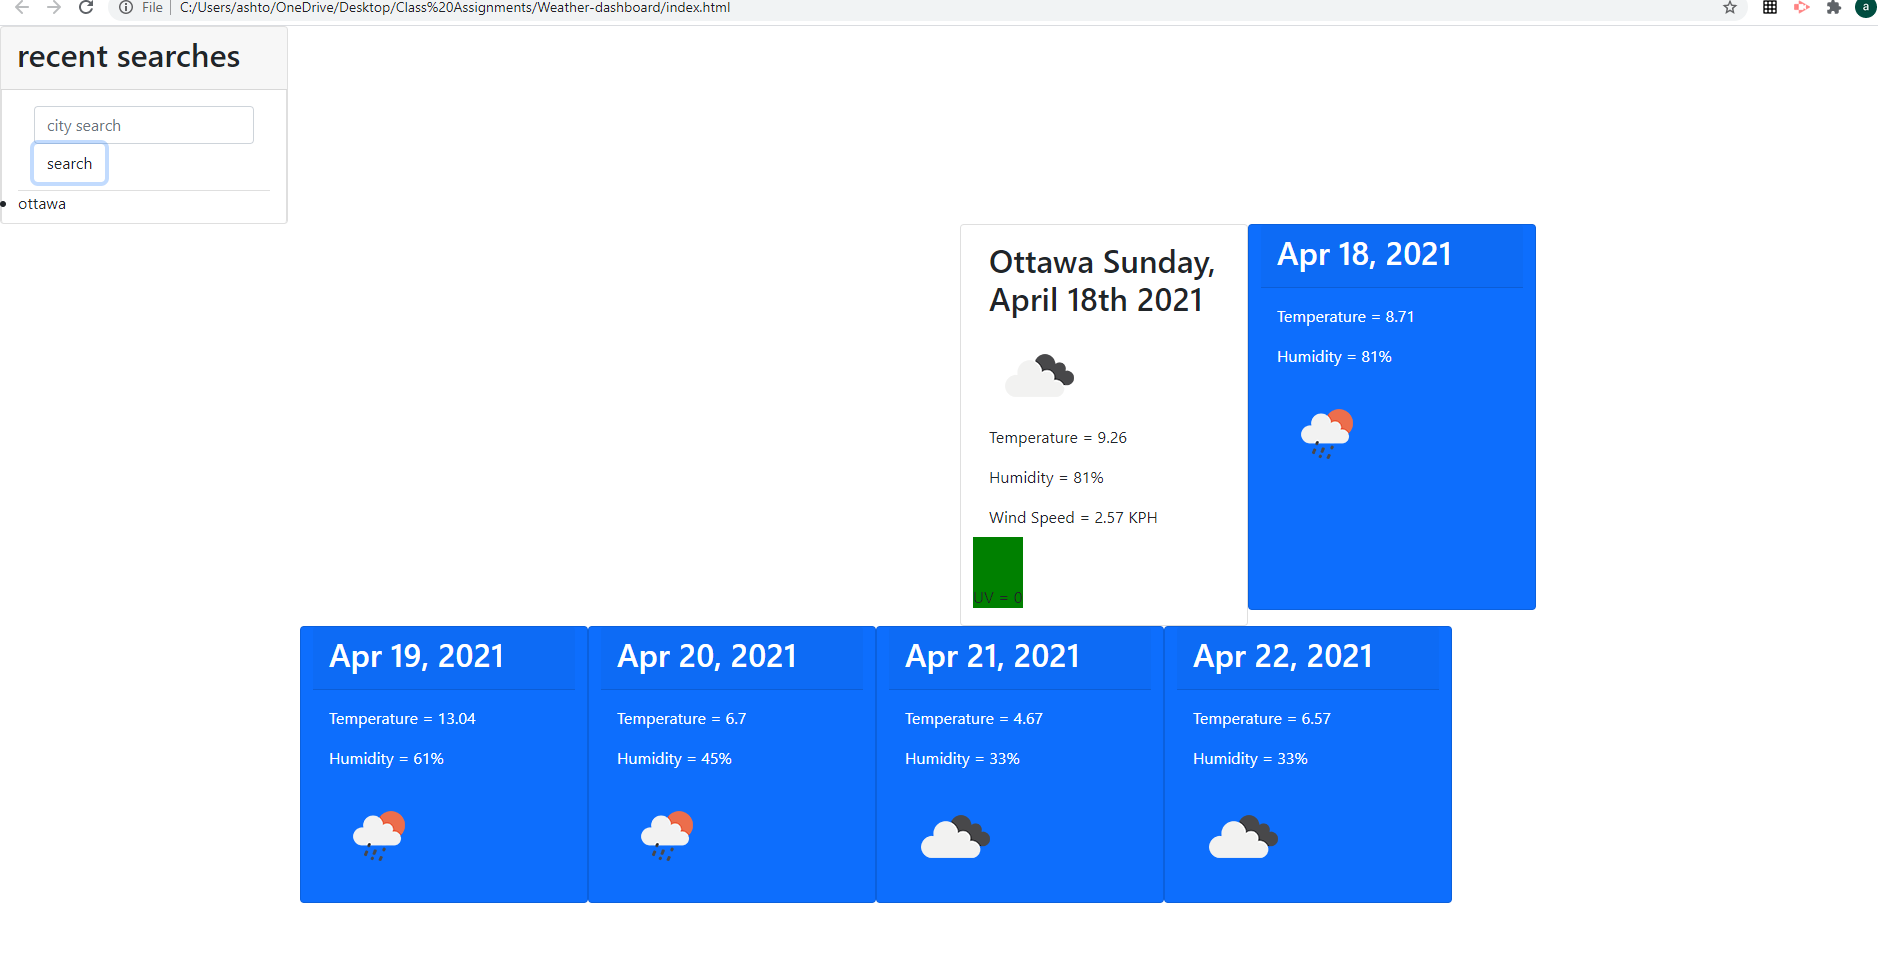 File
C:/Users/ashto/OneDrive/Desktop/Class%20Assignments/Weather-dashboard/index.html
a
recent searches
city search
search
ottawa
Ottawa Sunday,
April 18th 2021
Temperature = 9.26
Humidity = 81%
Wind Speed = 2.57 KPH
UV = 0
Apr 18, 2021
Temperature = 8.71
Humidity = 81%
Apr 19, 2021
Temperature = 13.04
Humidity = 61%
Apr 20, 2021
Temperature = 6.7
Humidity = 45%
Apr 21, 2021
Temperature = 4.67
Humidity = 33%
Apr 22, 2021
Temperature = 6.57
Humidity = 33%